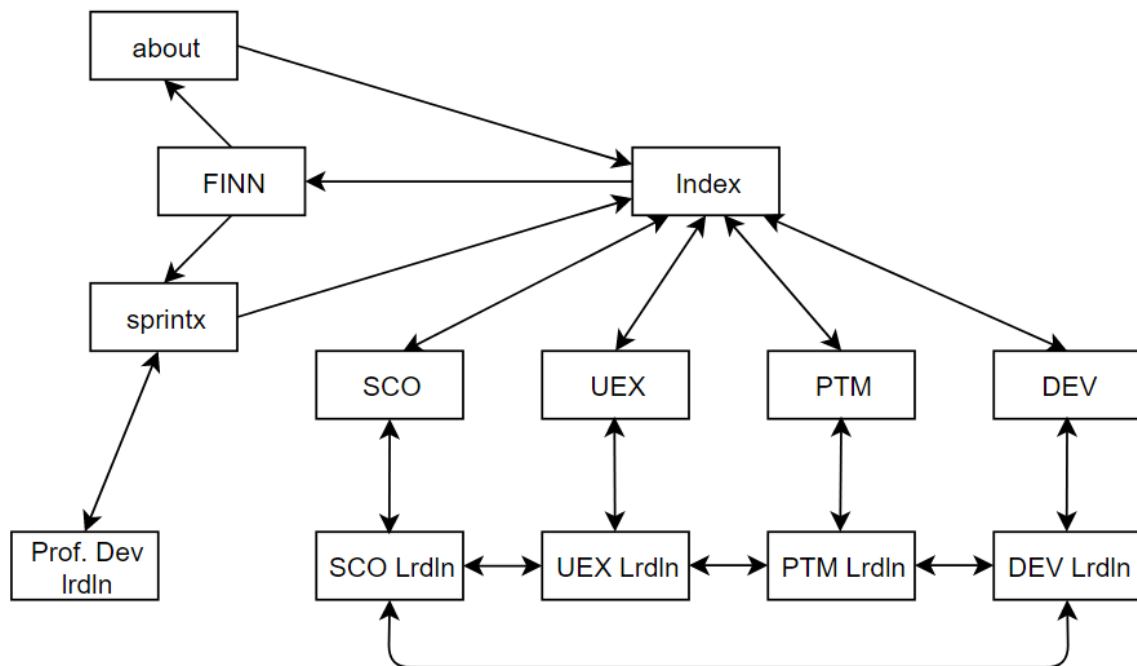 about
FINN
Index
sprintx
SCO
UEX
PTM
DEV
Prof. Dev
lrdln
SCO Lrdln
UEX Lrdln
PTM Lrdln
DEV Lrdln